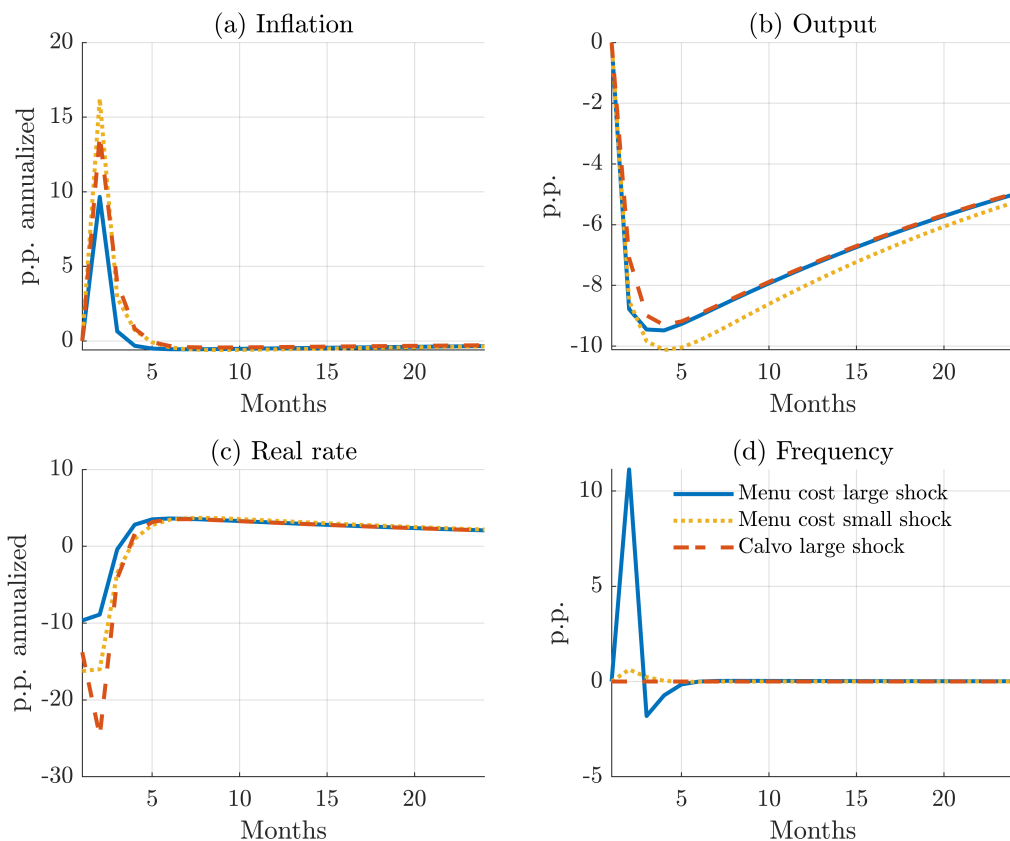 (a) Inflation
p.p. annualized
20
15
10
5
0
5
10
15
20
Months
(b) Output
p.p.
0
-2
-4
-6
-8
-10
5
10
15
20
Months
(c) Real rate
p.p. annualized
10
0
-10
-20
-30
5
10
15
20
Months
(d) Frequency
p.p.
10
5
0
-5
Menu cost large shock
Menu cost small shock
Calvo large shock
5
10
15
20
Months